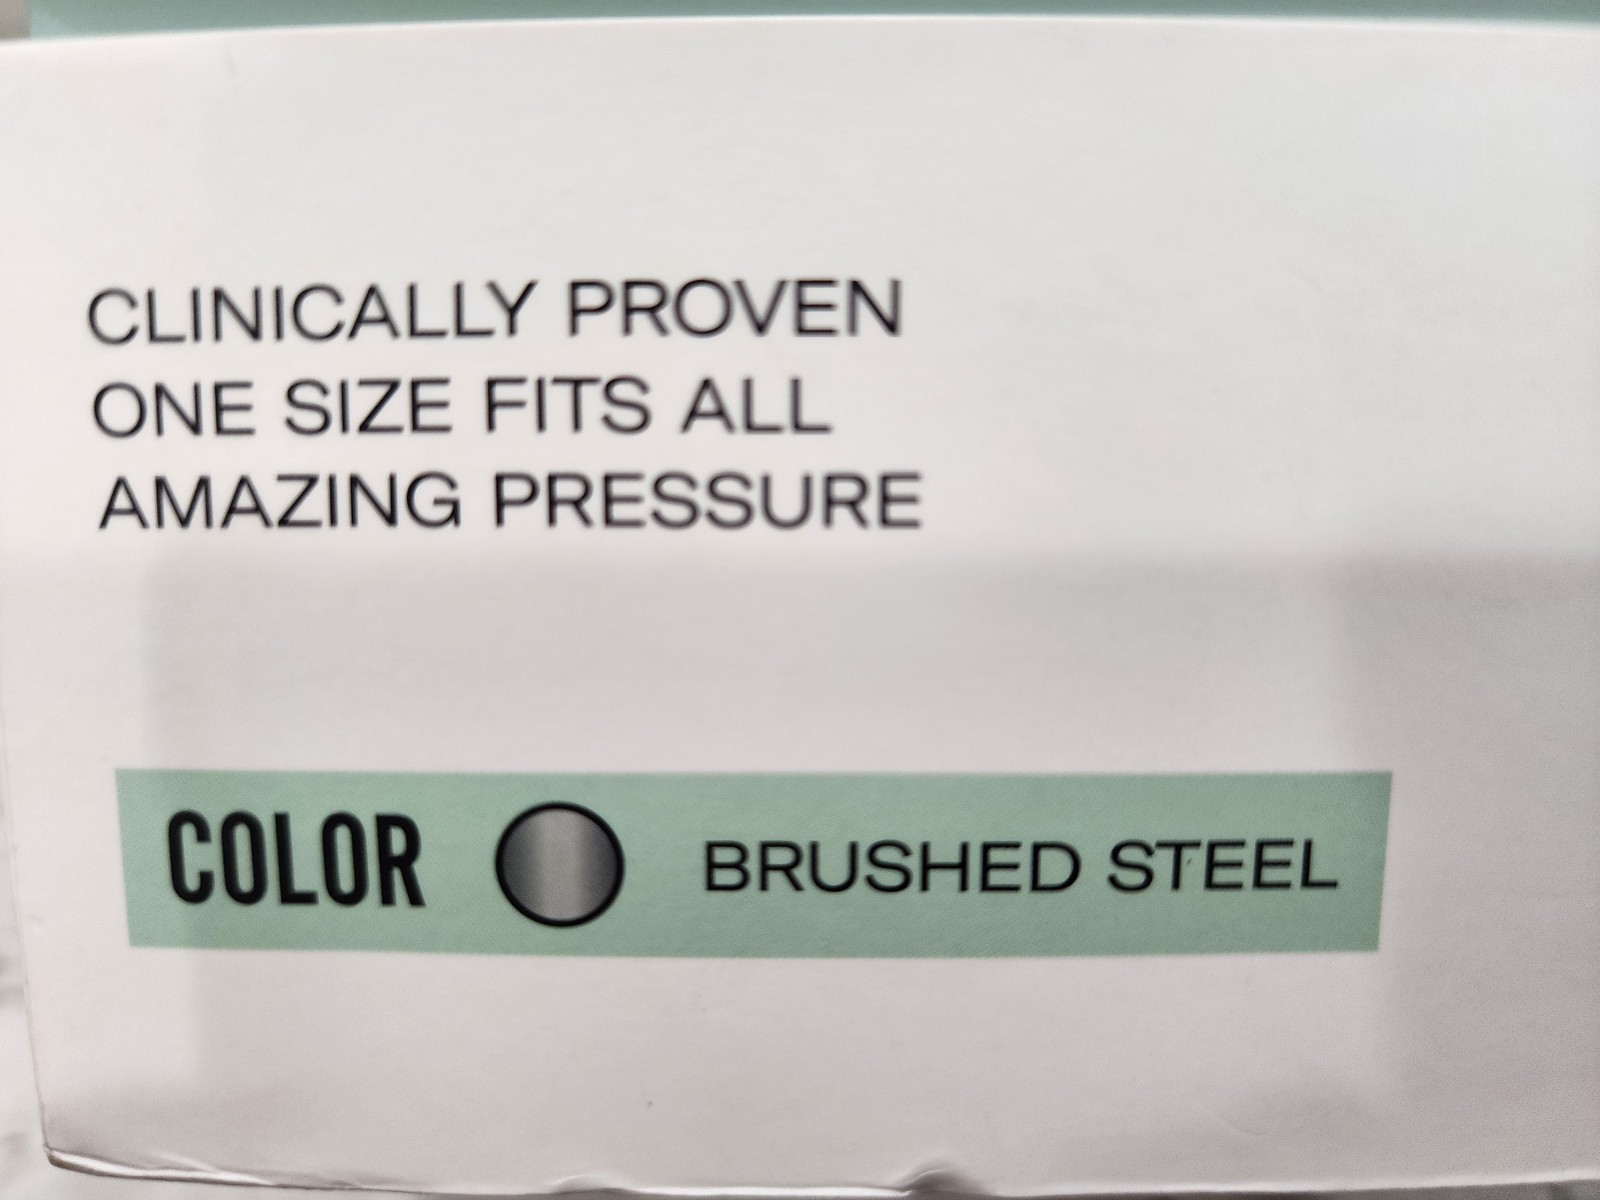 CLINICALLY PROVEN
ONE SIZE FITS ALL
AMAZING PRESSURE
COLOR BRUSHED STEEL